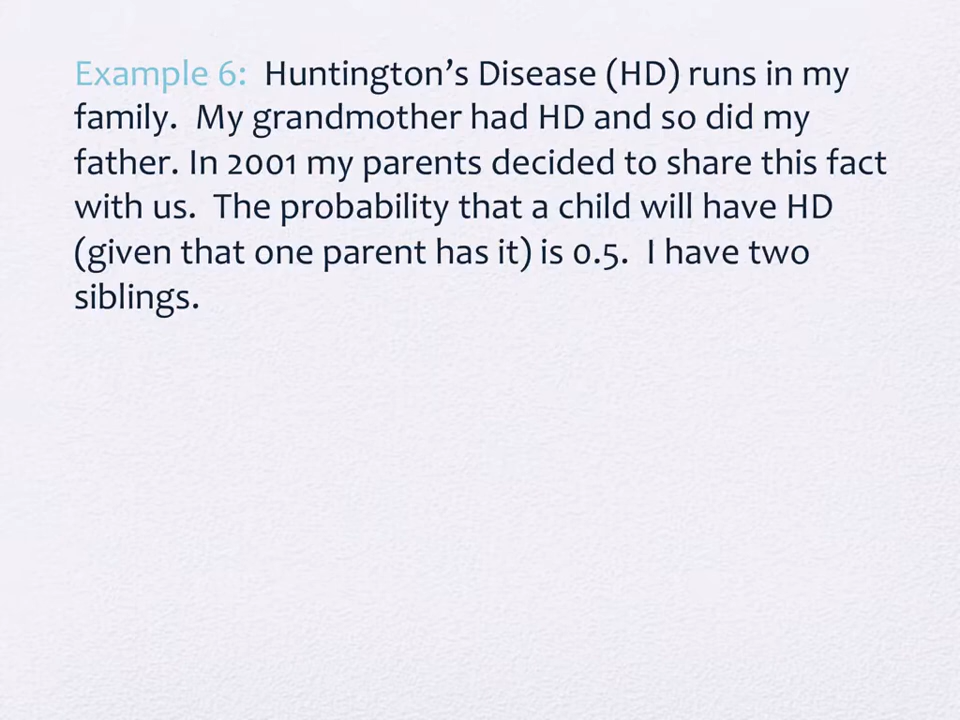 Example 6: Huntington’s Disease (HD) runs in my
family. My grandmother had HD and so did my
father. In 2001 my parents decided to share this fact
with us. The probability that a child will have HD
(given that one parent has it) is 0.5. I have two
siblings.